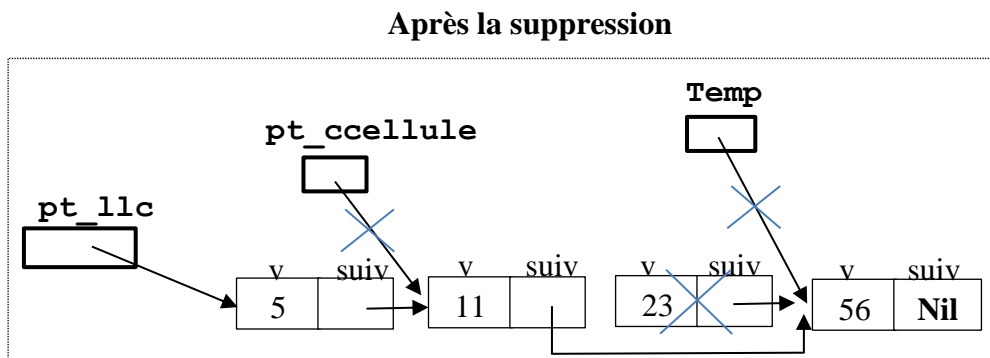 Après la suppression
Temp
pt_ccellule
pt_llc
v suiv v suiv v suiv v suiv
5 11 23 56 Nil